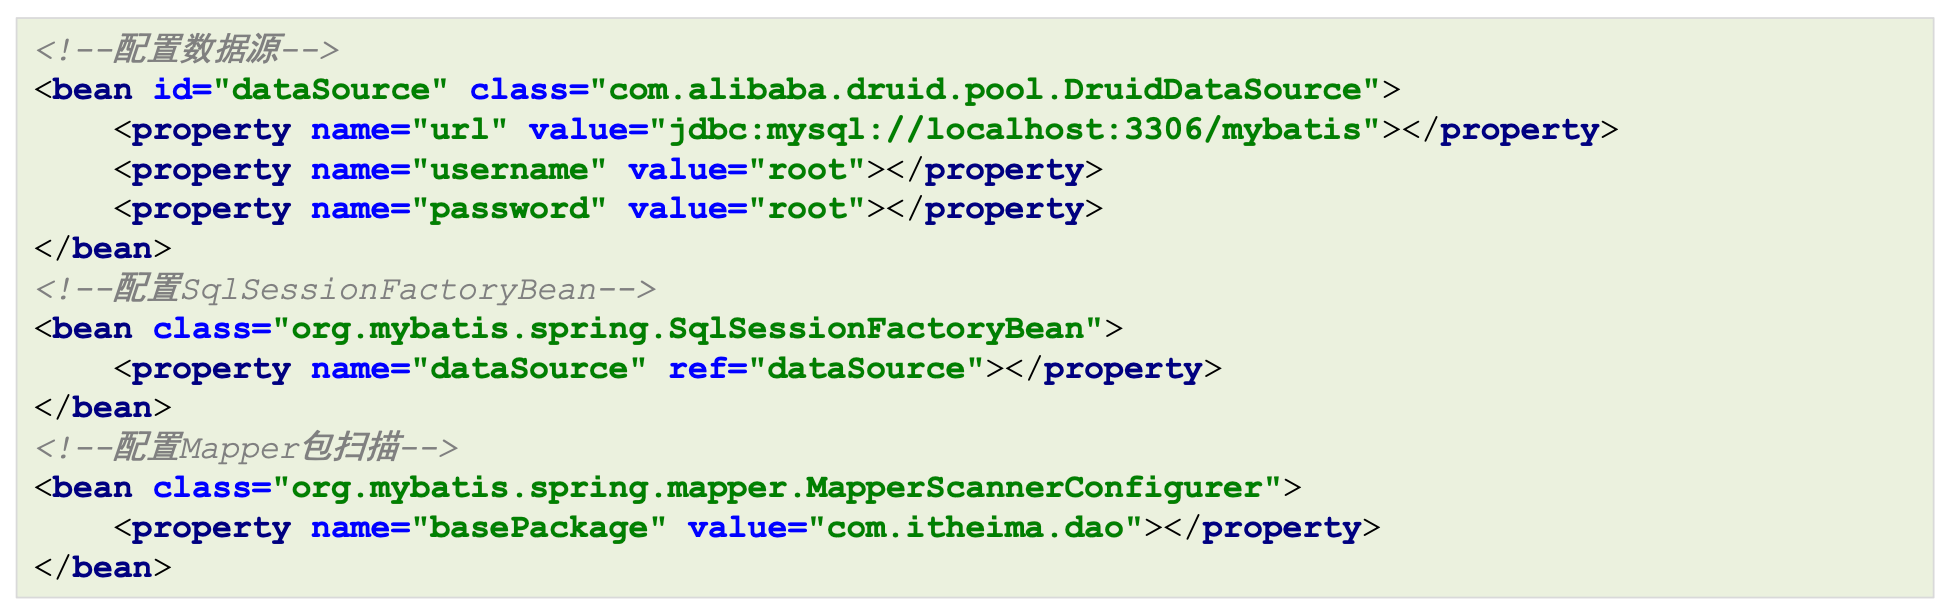 <!--配置数据源-->
<bean id="dataSource" class="com.alibaba.druid.pool.DruidDataSource">
    <property name="url" value="jdbc:mysql://localhost:3306/mybatis"></property>
    <property name="username" value="root"></property>
    <property name="password" value="root"></property>
</bean>
<!--配置SqlSessionFactoryBean-->
<bean class="org.mybatis.spring.SqlSessionFactoryBean">
    <property name="dataSource" ref="dataSource"></property>
</bean>
<!--配置Mapper包扫描-->
<bean class="org.mybatis.spring.mapper.MapperScannerConfigurer">
    <property name="basePackage" value="com.itheima.dao"></property>
</bean>